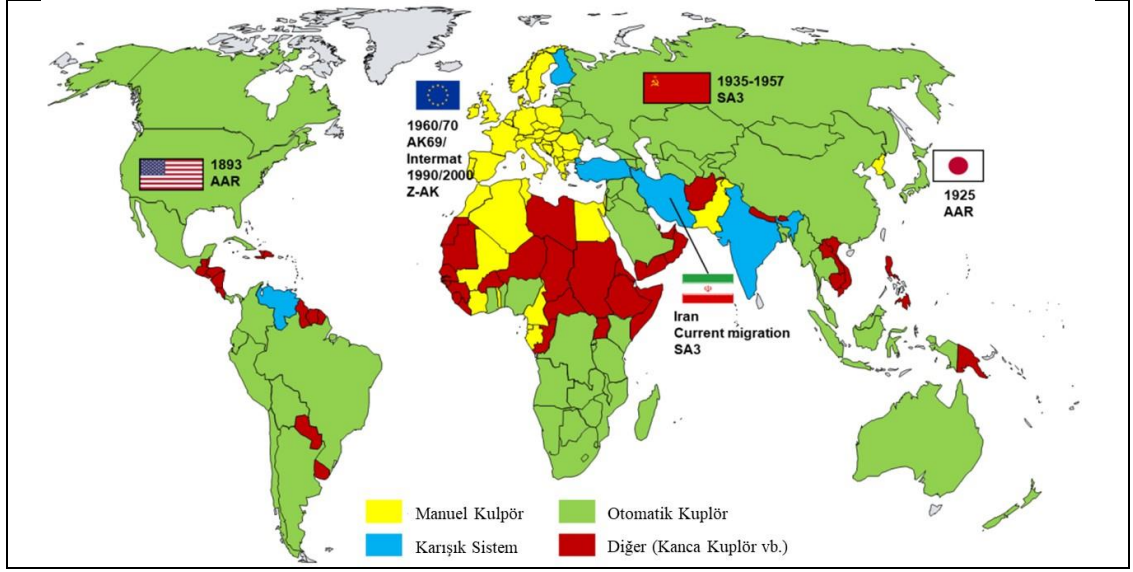 1893
AAR
1960/70
AK69/
Intermat
1990/2000
Z-AK
1935-1957
SA3
1925
AAR
Iran
Current migration
SA3
Manuel Kulpör
Otomatik Kuplör
Karışık Sistem
Diğer (Kanca Kuplör vb.)